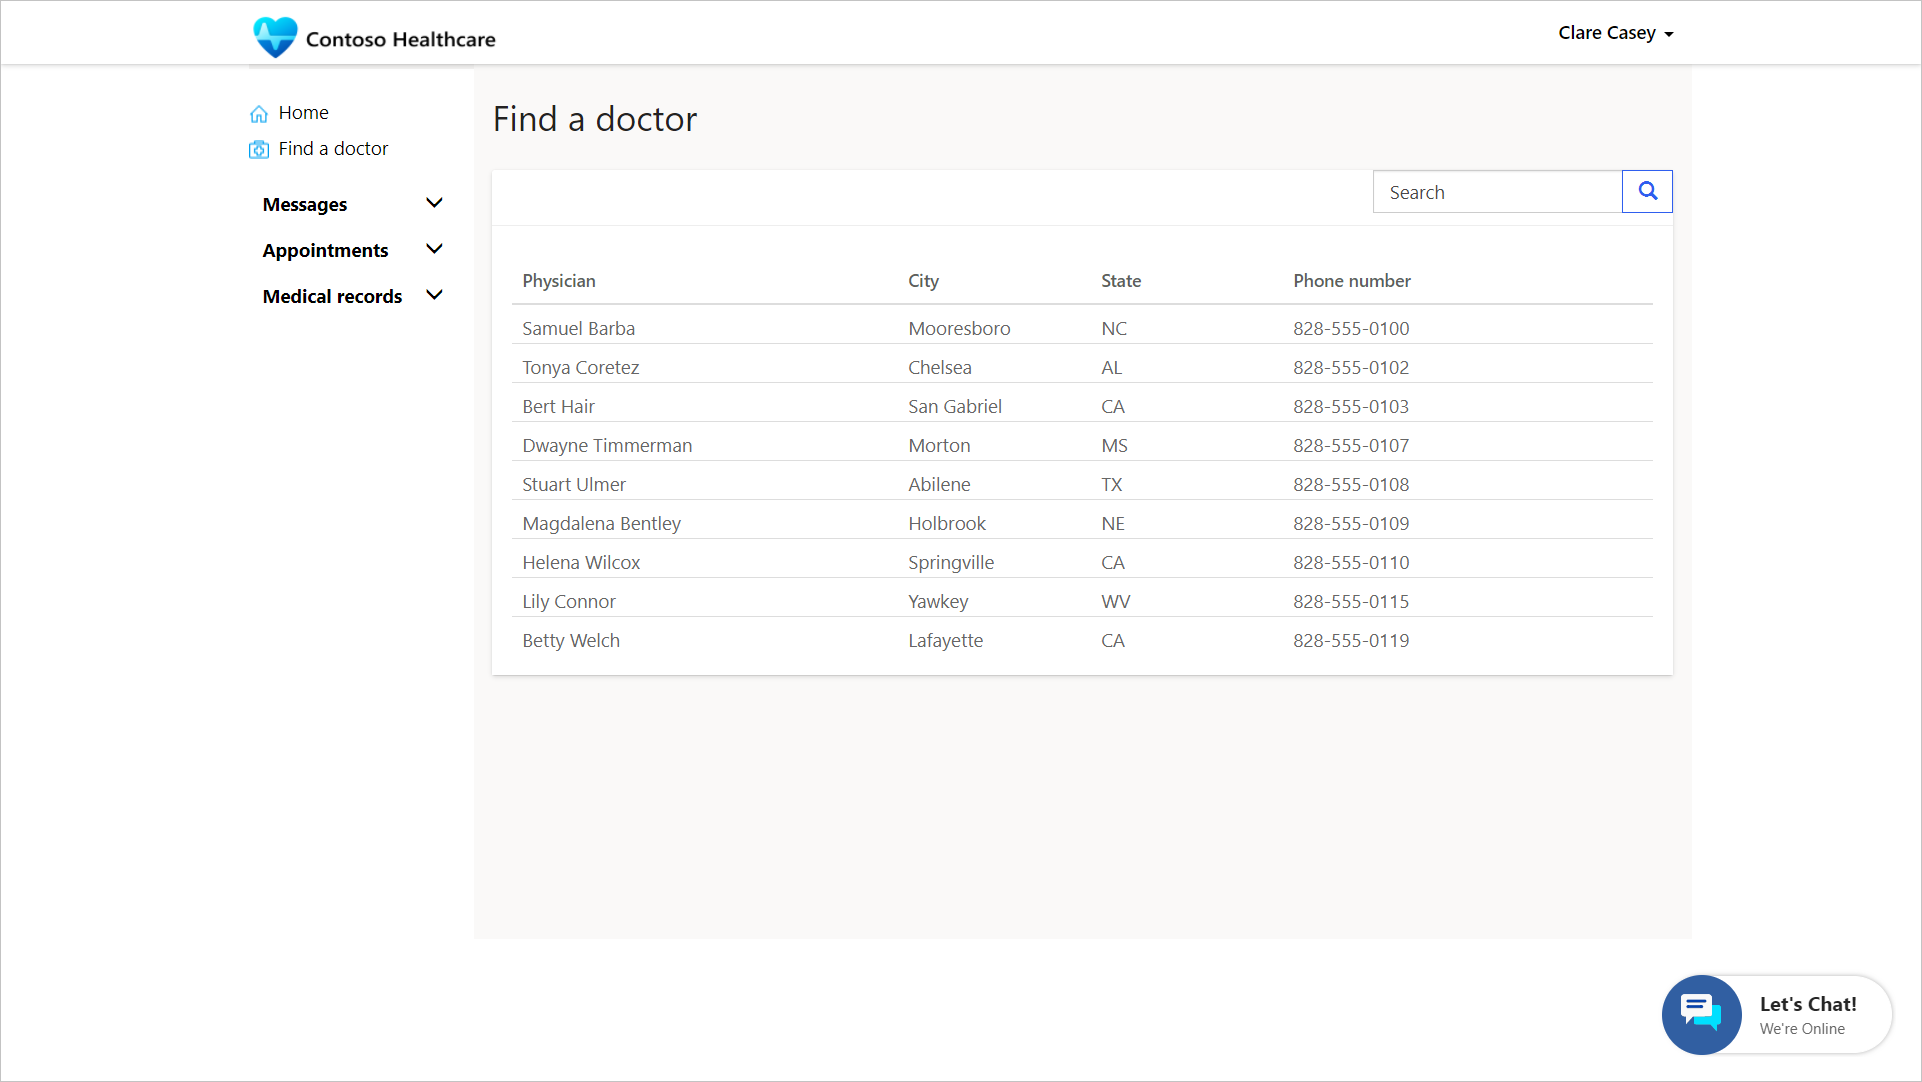 Contoso Healthcare
Clare Casey
Home
Find a doctor
Messages
Appointments
Medical records
Find a doctor
Search
Physician City State Phone number
Samuel Barba Mooresboro NC 828-555-0100
Tonya Coretez Chelsea AL 828-555-0102
Bert Hair San Gabriel CA 828-555-0103
Dwayne Timmerman Morton MS 828-555-0107
Stuart Ulmer Abilene TX 828-555-0108
Magdalena Bentley Holbrook NE 828-555-0109
Helena Wilcox Springville CA 828-555-0110
Lily Connor Yawkey WV 828-555-0115
Betty Welch Lafayette CA 828-555-0119
Let's Chat!
We're Online